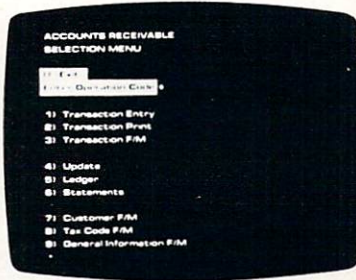 ACCOUNTS RECEIVABLE
SELECTION MENU
Exit
Enter Operation Code
1) Transaction Entry
2) Transaction Print
3) Transaction F/M
4) Update
5) Ledger
6) Statements
7) Customer F/M
8) Tax Code F/M
9) General Information F/M